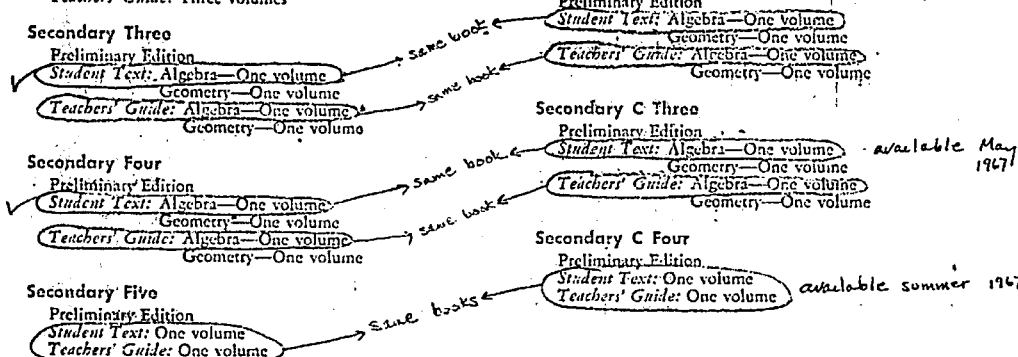 Teachers' Guide: Three volumes
Secondary Three
Preliminary Edition
Student Text: Algebra—One volume
Geometry—One volume
Teachers' Guide: Algebra—One volume
Geometry—One volume
Secondary Four
Preliminary Edition
Student Text: Algebra—One volume
Geometry—One volume
Teachers' Guide: Algebra—One volume
Geometry—One volume
Secondary Five
Preliminary Edition
Student Text: One volume
Teachers' Guide: One volume
same book
same book
same book
same book
same books
Preliminary Edition
Student Text: Algebra—One volume
Geometry—One volume
Teachers' Guide: Algebra—One volume
Geometry—One volume
Secondary C Three
Preliminary Edition
Student Text: Algebra—One volume
Geometry—One volume
Teachers' Guide: Algebra—One volume
Geometry—One volume
available May
1967
Secondary C Four
Preliminary Edition
Student Text: One volume
Teachers' Guide: One volume
available summer 1967